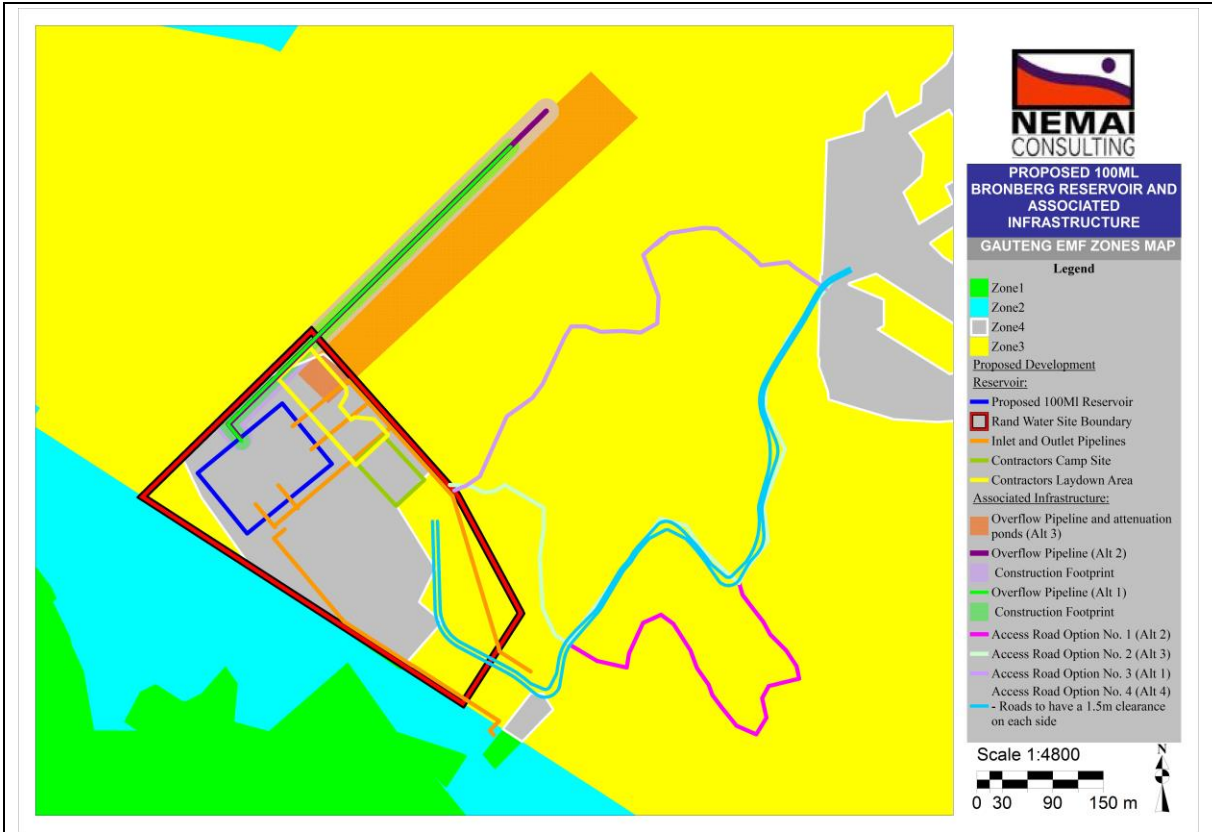 NEMAI
CONSULTING
PROPOSED 100ML
BRONBERG RESERVOIR AND
ASSOCIATED
INFRASTRUCTURE
GAUTENG EMF ZONES MAP
Legend
Zone1
Zone2
Zone4
Zone3
Proposed Development
Reservoir:
Proposed 100Ml Reservoir
Rand Water Site Boundary
Inlet and Outlet Pipelines
Contractors Camp Site
Contractors Laydown Area
Associated Infrastructure:
Overflow Pipeline and attenuation
ponds (Alt 3)
Overflow Pipeline (Alt 2)
Construction Footprint
Overflow Pipeline (Alt 1)
Construction Footprint
Access Road Option No. 1 (Alt 2)
Access Road Option No. 2 (Alt 3)
Access Road Option No. 3 (Alt 1)
Access Road Option No. 4 (Alt 4)
- Roads to have a 1.5m clearance
on each side
Scale 1:4800
N
0 30 90 150 m